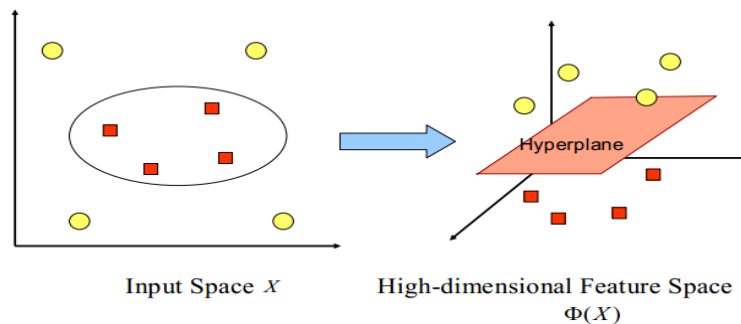 Hyperplane
Input Space X
High-dimensional Feature Space
Φ(X)